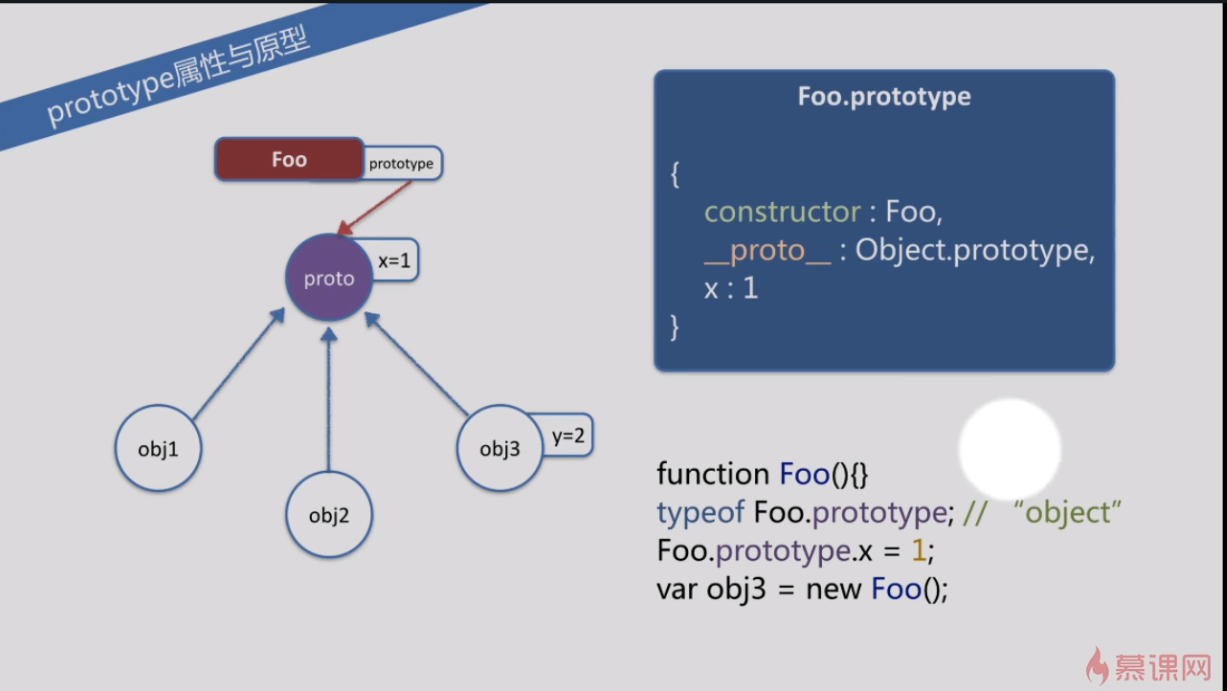 prototype属性与原型
Foo
prototype
proto
x=1
obj1
obj2
obj3
y=2
Foo.prototype
{
constructor : Foo,
__proto__ : Object.prototype,
x : 1
}
function Foo(){}
typeof Foo.prototype; // “object”
Foo.prototype.x = 1;
var obj3 = new Foo();
慕课网